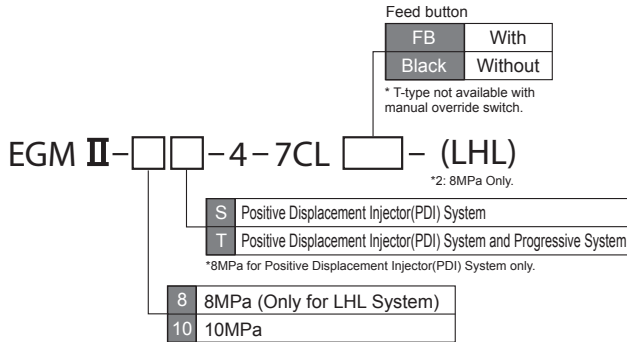 Feed button
FB With
Black Without
* T-type not available with
manual override switch.
EGM II-□□-4-7CL □- (LHL)
*2: 8MPa Only.
S Positive Displacement Injector(PDI) System
T Positive Displacement Injector(PDI) System and Progressive System
*8MPa for Positive Displacement Injector(PDI) System only.
8 8MPa (Only for LHL System)
10 10MPa